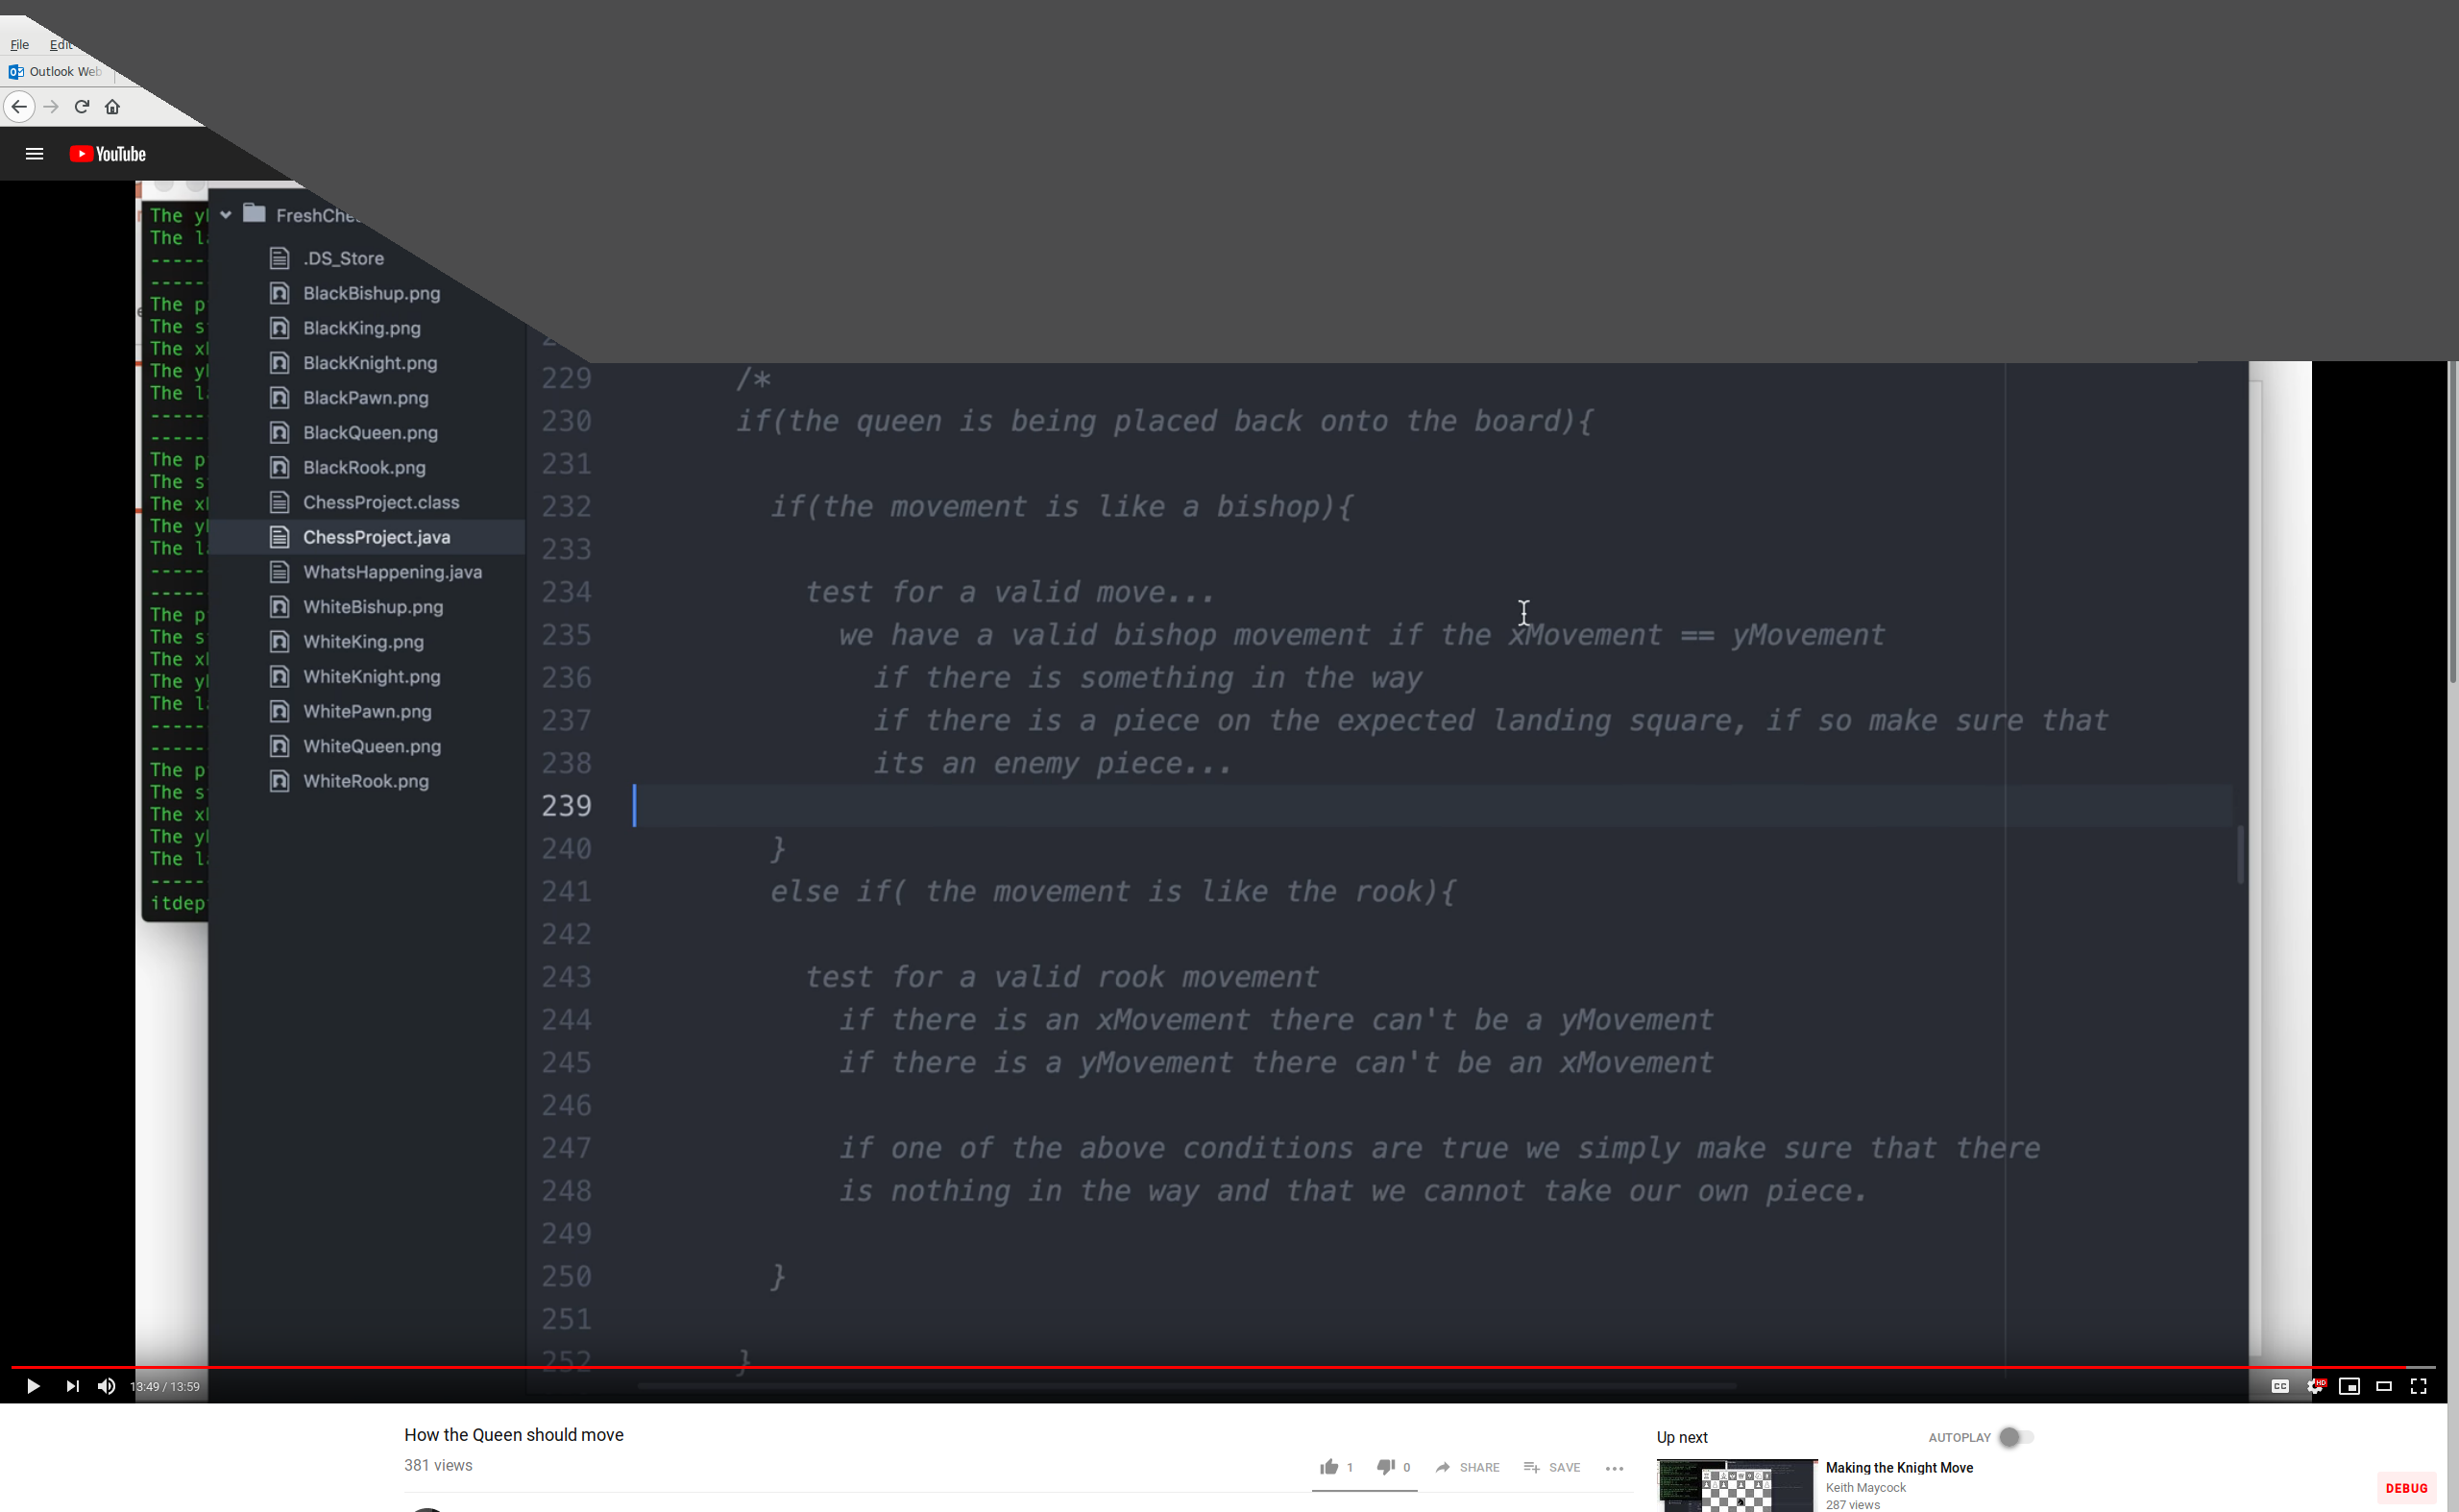 File Edit
Outlook Web
YouTube
The y
The l
-----
-----
The p
The s
The x
The y
The l
-----
-----
The p
The s
The x
The y
The l
-----
-----
The p
The s
The x
The y
The l
-----
-----
The p
The s
The x
The y
The l
-----
itdep
FreshChe
.DS_Store
BlackBishup.png
BlackKing.png
BlackKnight.png
BlackPawn.png
BlackQueen.png
BlackRook.png
ChessProject.class
ChessProject.java
WhatsHappening.java
WhiteBishup.png
WhiteKing.png
WhiteKnight.png
WhitePawn.png
WhiteQueen.png
WhiteRook.png
229 /*
230 if(the queen is being placed back onto the board){
231
232 if(the movement is like a bishop){
233
234 test for a valid move...
235 we have a valid bishop movement if the xMovement == yMovement
236 if there is something in the way
237 if there is a piece on the expected landing square, if so make sure that
238 its an enemy piece...
239
240 }
241 else if( the movement is like the rook){
242
243 test for a valid rook movement
244 if there is an xMovement there can't be a yMovement
245 if there is a yMovement there can't be an xMovement
246
247 if one of the above conditions are true we simply make sure that there
248 is nothing in the way and that we cannot take our own piece.
249
250 }
251
252 }
13:49 / 13:59
CC
HD
How the Queen should move
381 views
1 0 SHARE SAVE
Up next
AUTOPLAY
Making the Knight Move
Keith Maycock
287 views
DEBUG